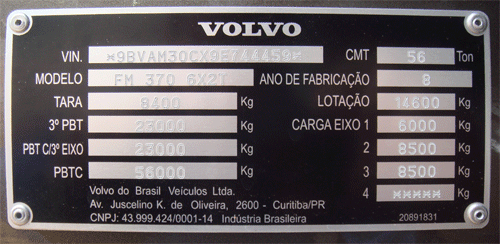 VOLVO
VIN. CMT 56 Ton
MODELO FM 370 6X2T ANO DE FABRICAÇÃO 8
TARA 8400 Kg LOTAÇÃO 14600 Kg
3º PBT 23000 Kg CARGA EIXO 1 6000 Kg
PBT C/3º EIXO 23000 Kg 2 8500 Kg
PBTC 56000 Kg 3 8500 Kg
Volvo do Brasil Veículos Ltda. 4 ***** Kg
Av. Juscelino K. de Oliveira, 2600 - Curitiba/PR
CNPJ: 43.999.424/0001-14 Indústria Brasileira 20891831